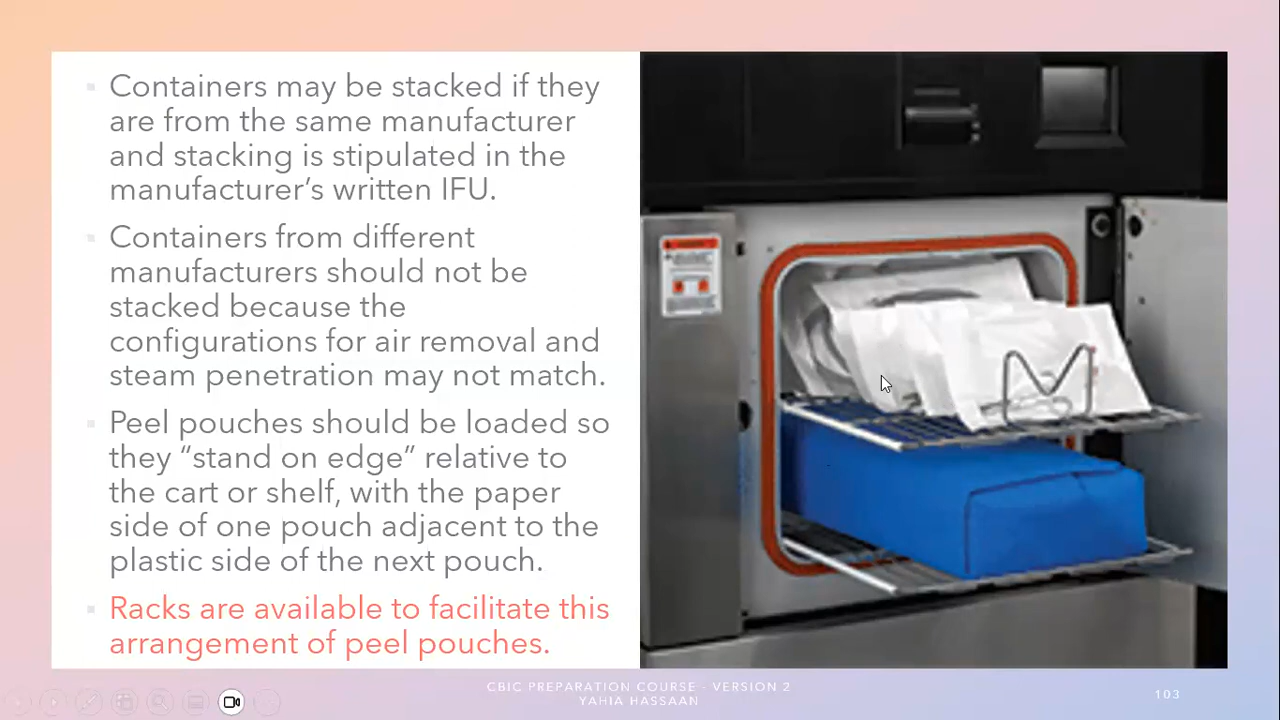 Containers may be stacked if they
are from the same manufacturer
and stacking is stipulated in the
manufacturer's written IFU.
Containers from different
manufacturers should not be
stacked because the
configurations for air removal and
steam penetration may not match.
Peel pouches should be loaded so
they “stand on edge” relative to
the cart or shelf, with the paper
side of one pouch adjacent to the
plastic side of the next pouch.
Racks are available to facilitate this
arrangement of peel pouches.
CBIC PREPARATION COURSE - VERSION 2
YAHIA HASSAAN
103